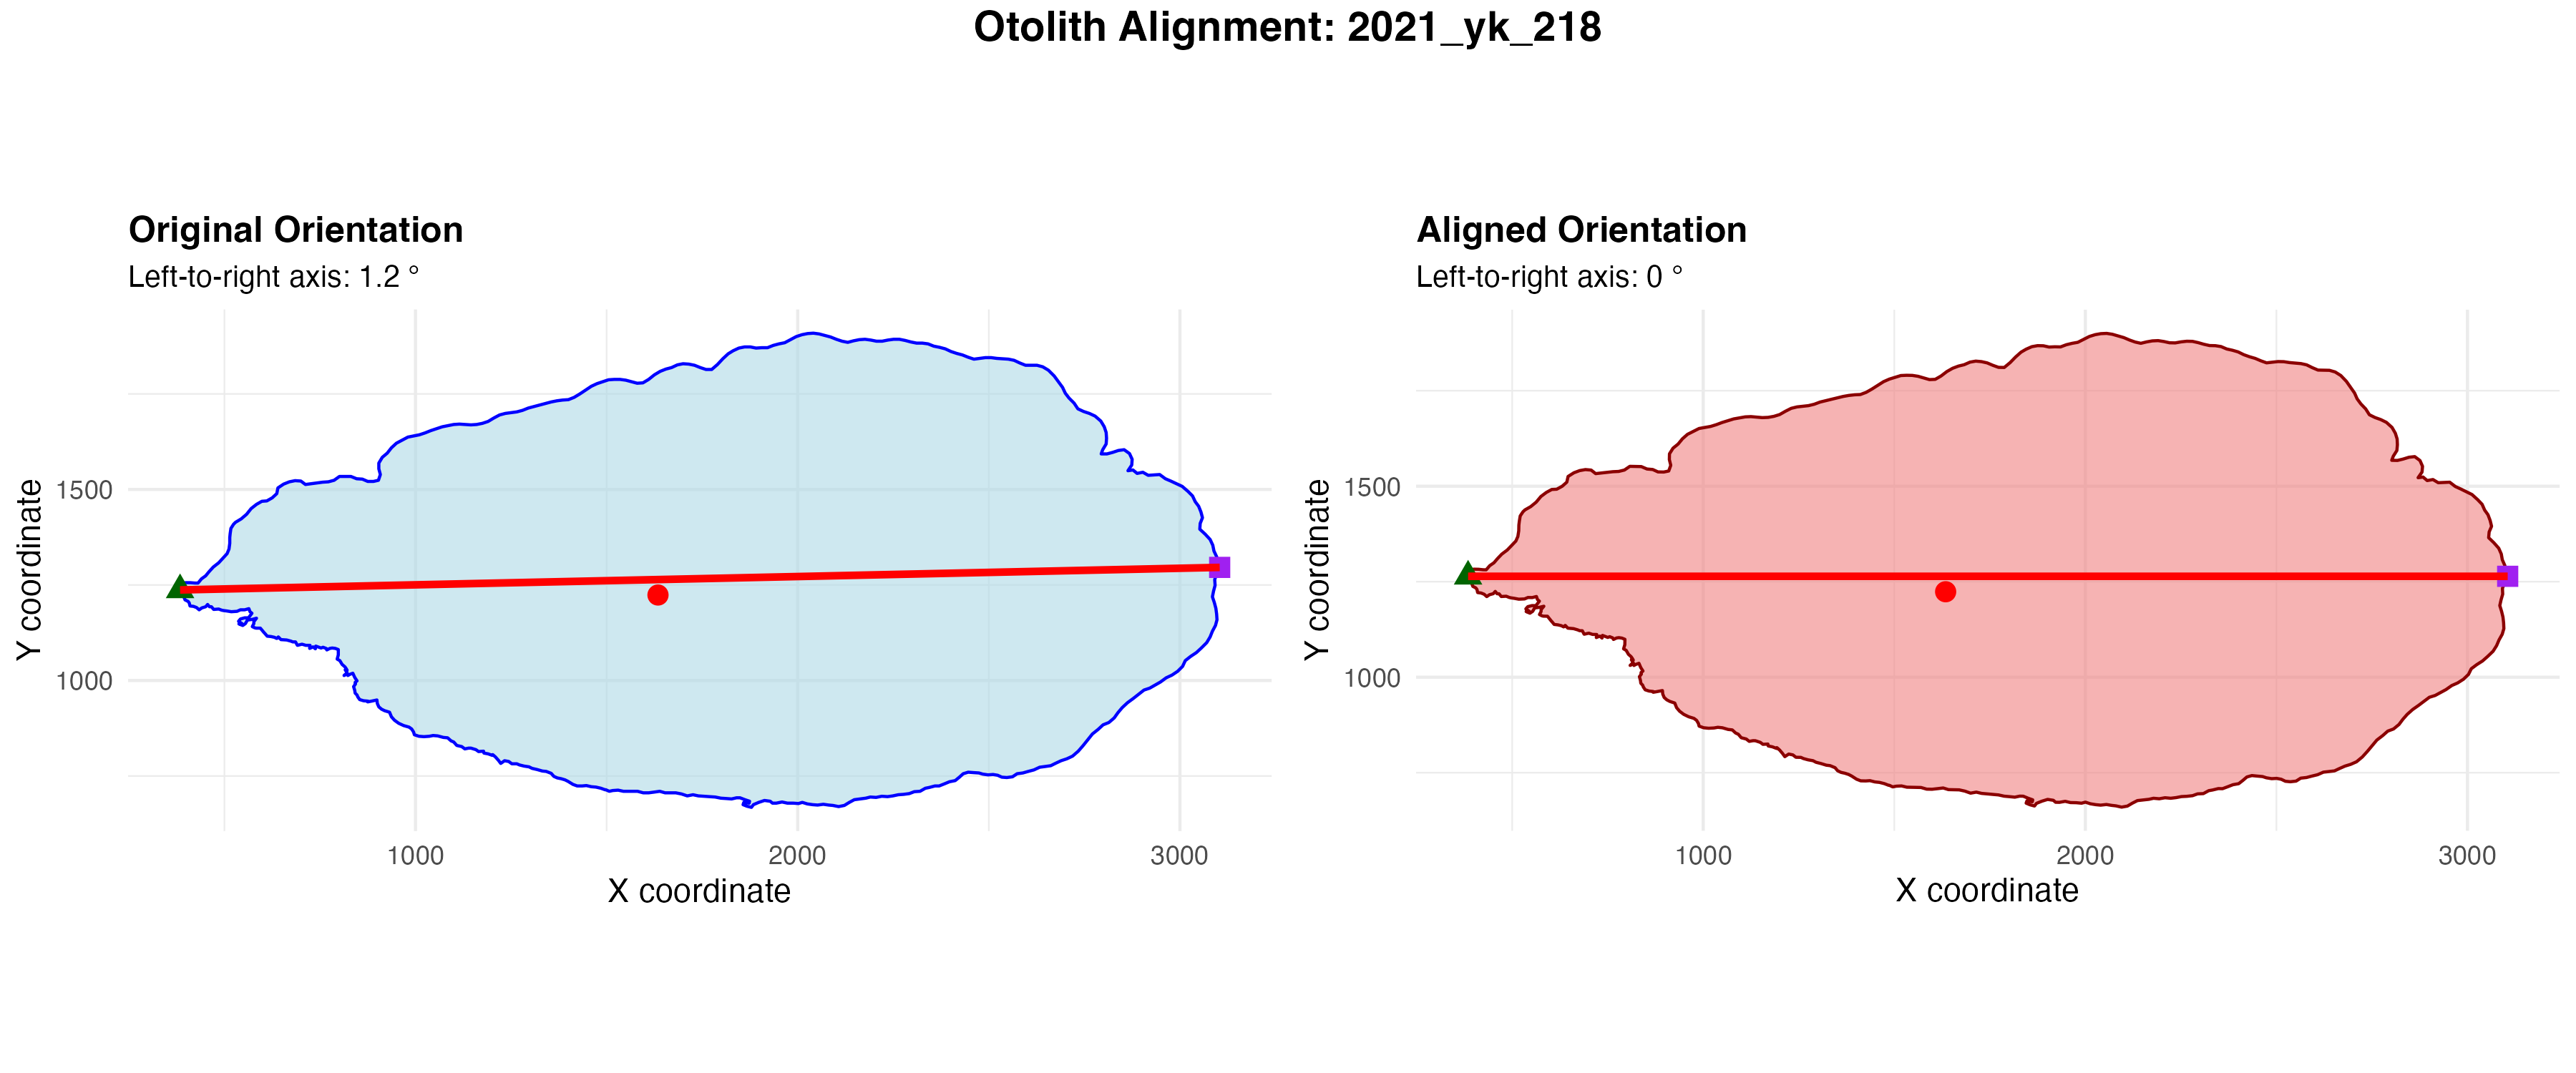 Otolith Alignment: 2021_yk_218
Original Orientation
Left-to-right axis: 1.2 °
Y coordinate
1500
1000
1000
2000
3000
X coordinate
Aligned Orientation
Left-to-right axis: 0 °
Y coordinate
1500
1000
1000
2000
3000
X coordinate